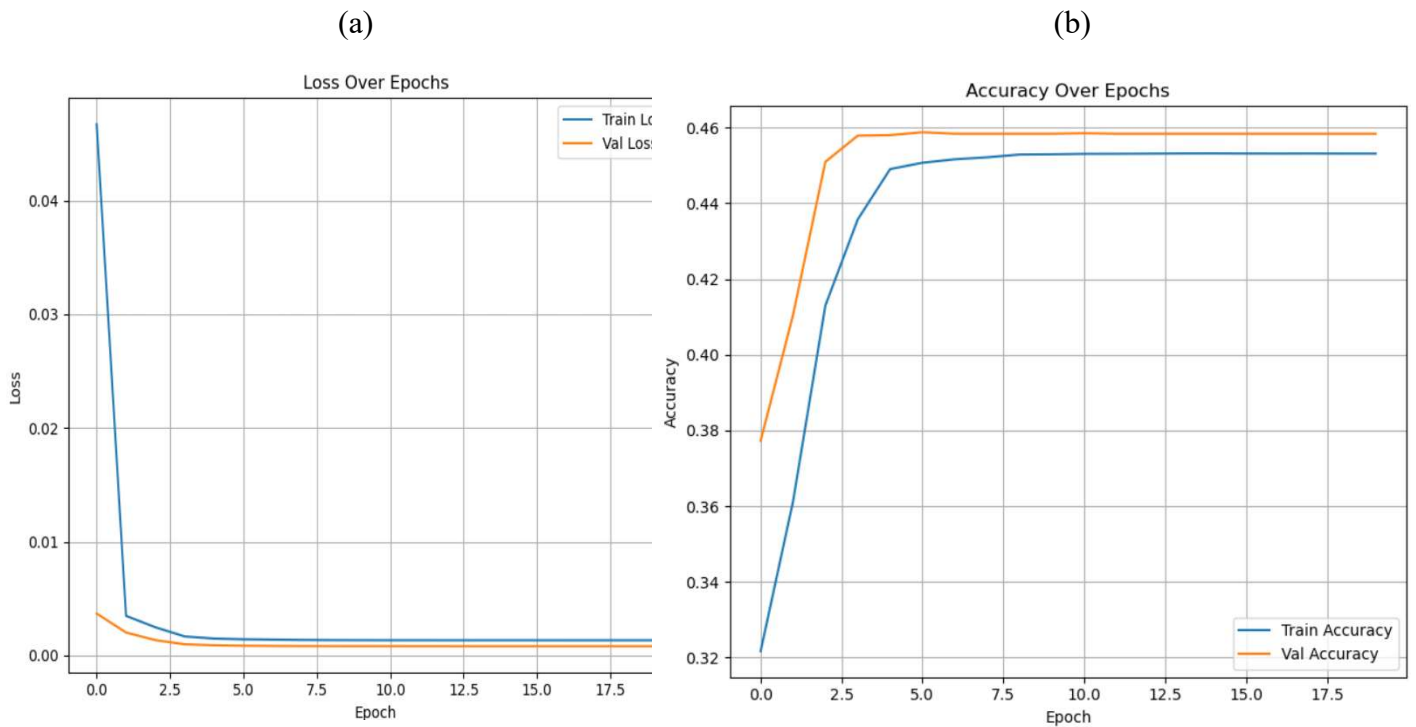 (a)
Loss Over Epochs
Train Lo
Val Loss
0.04
0.03
0.02
0.01
0.00
Loss
0.0 2.5 5.0 7.5 10.0 12.5 15.0 17.5
Epoch
(b)
Accuracy Over Epochs
0.46
0.44
0.42
0.40
0.38
0.36
0.34
0.32
Accuracy
Train Accuracy
Val Accuracy
0.0 2.5 5.0 7.5 10.0 12.5 15.0 17.5
Epoch